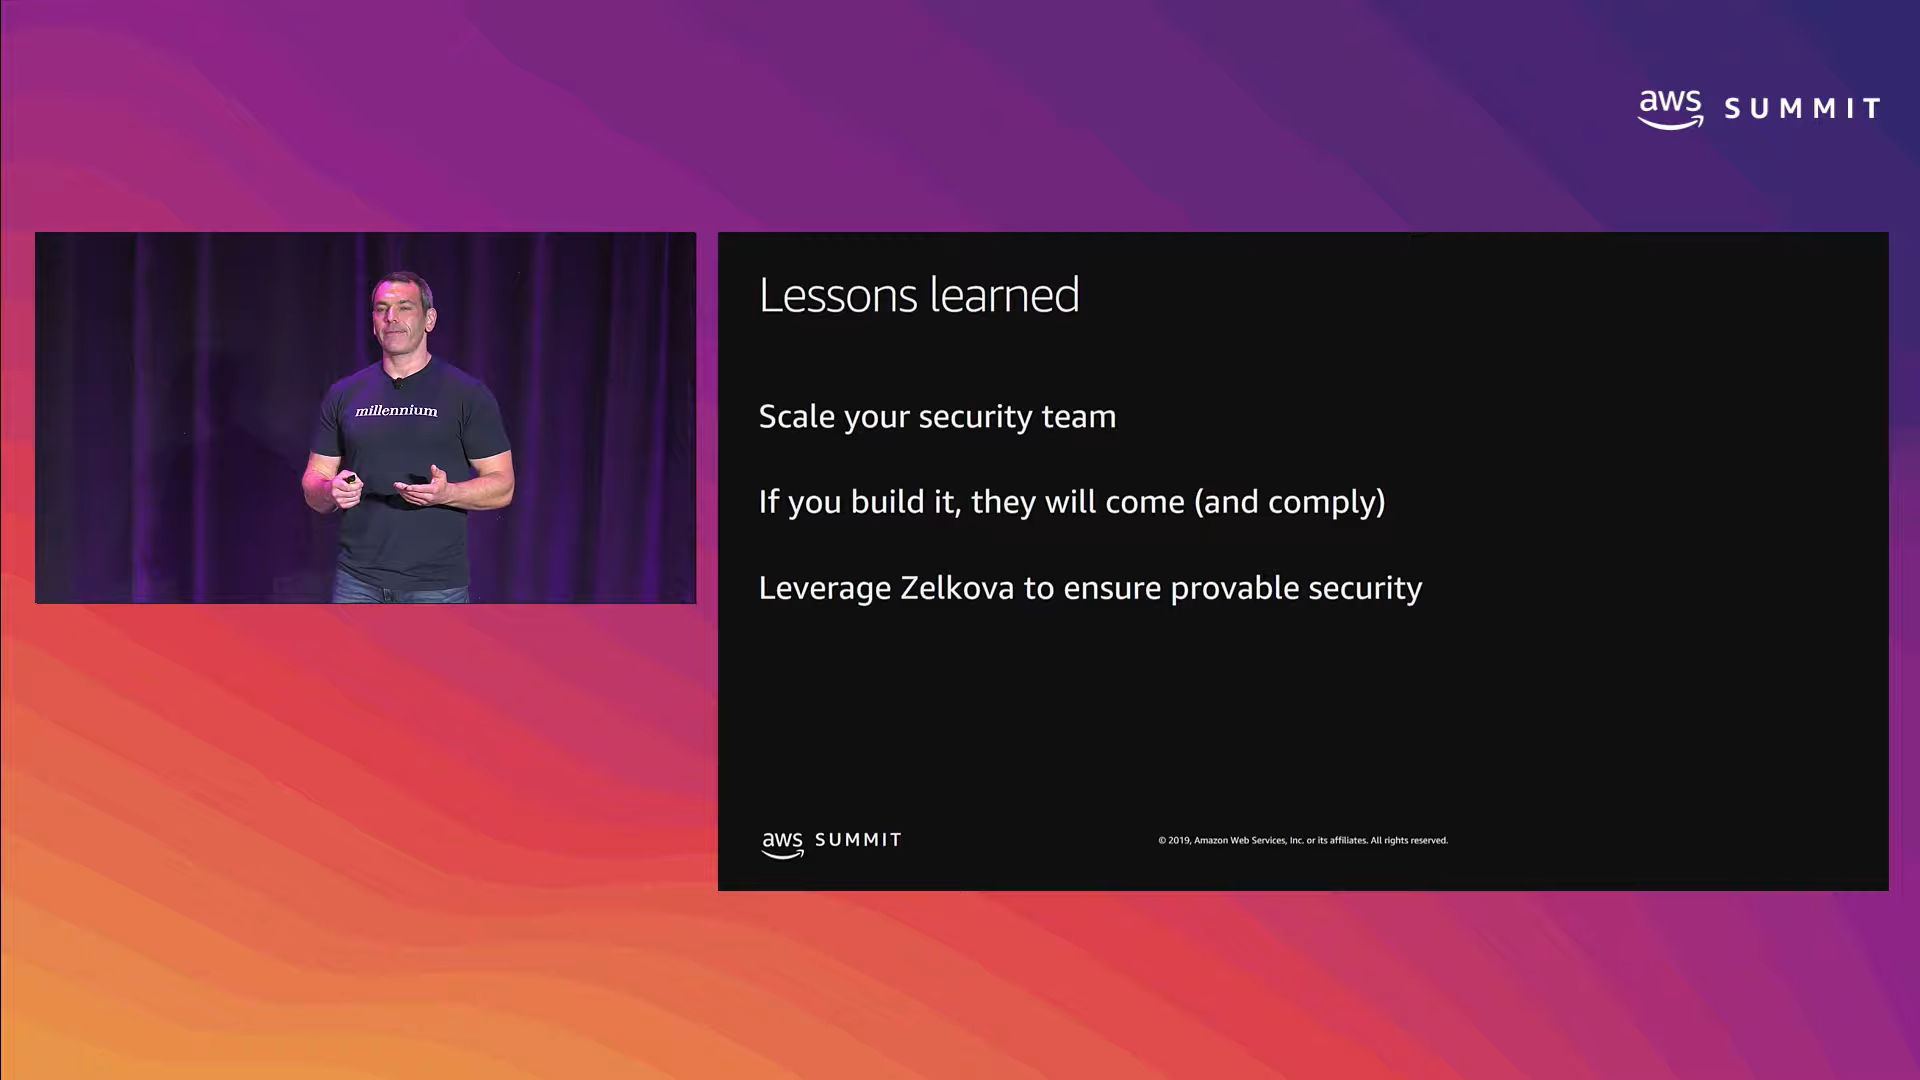 aws SUMMIT
millennium
Lessons learned
Scale your security team
If you build it, they will come (and comply)
Leverage Zelkova to ensure provable security
aws SUMMIT
© 2019, Amazon Web Services, Inc. or its affiliates. All rights reserved.